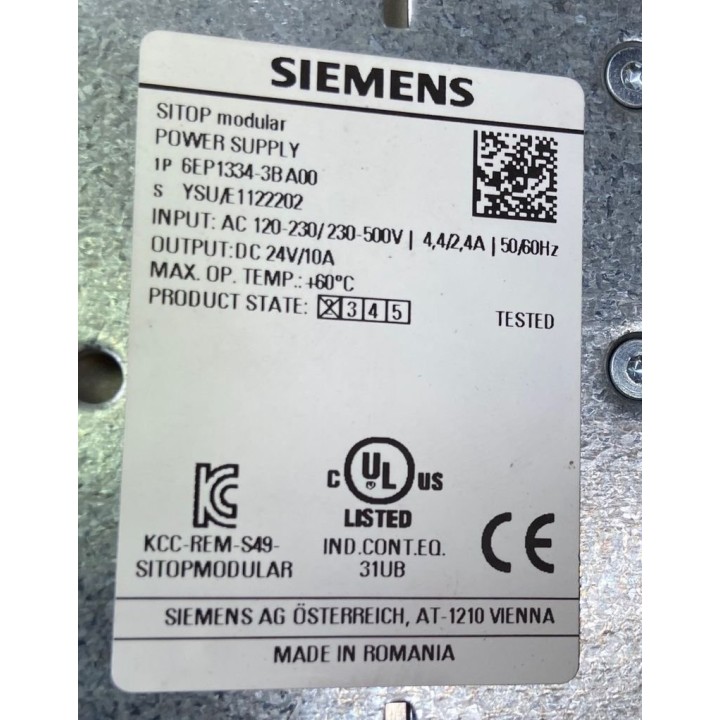 SIEMENS
SITOP modular
POWER SUPPLY
1P 6EP1334-3BA00
S YSU/E1122202
INPUT: AC 120-230/230-500V | 4,4/2,4A | 50/60Hz
OUTPUT:DC 24V/10A
MAX. OP. TEMP.: +60°C
PRODUCT STATE: X 3 4 5
TESTED
C UL US
LISTED
KCC-REM-S49-
SITOPMODULAR
IND.CONT.EQ.
31UB
CE
SIEMENS AG ÖSTERREICH, AT-1210 VIENNA
MADE IN ROMANIA